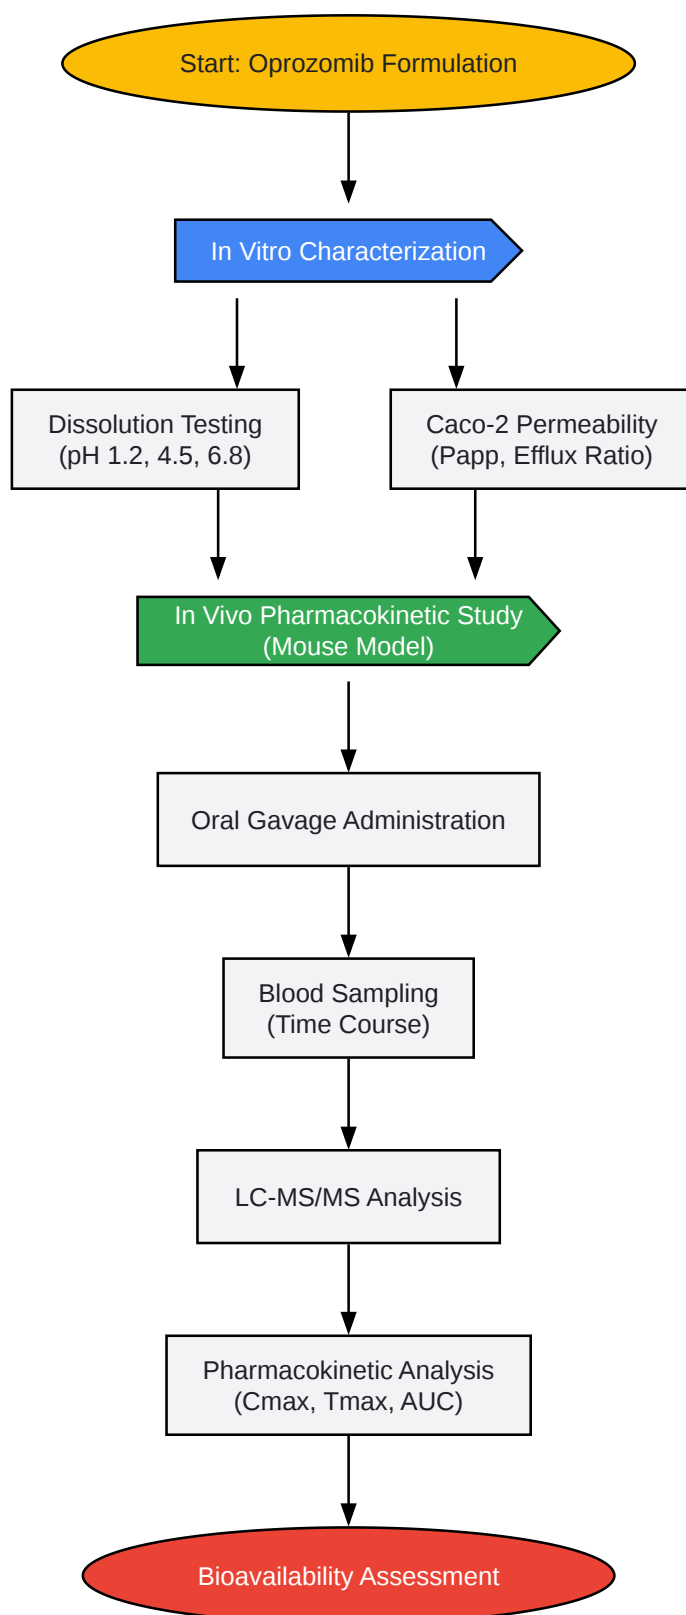 Start: Oprozomib Formulation
In Vitro Characterization
Dissolution Testing
(pH 1.2, 4.5, 6.8)
Caco-2 Permeability
(Papp, Efflux Ratio)
In Vivo Pharmacokinetic Study
(Mouse Model)
Oral Gavage Administration
Blood Sampling
(Time Course)
LC-MS/MS Analysis
Pharmacokinetic Analysis
(Cmax, Tmax, AUC)
Bioavailability Assessment